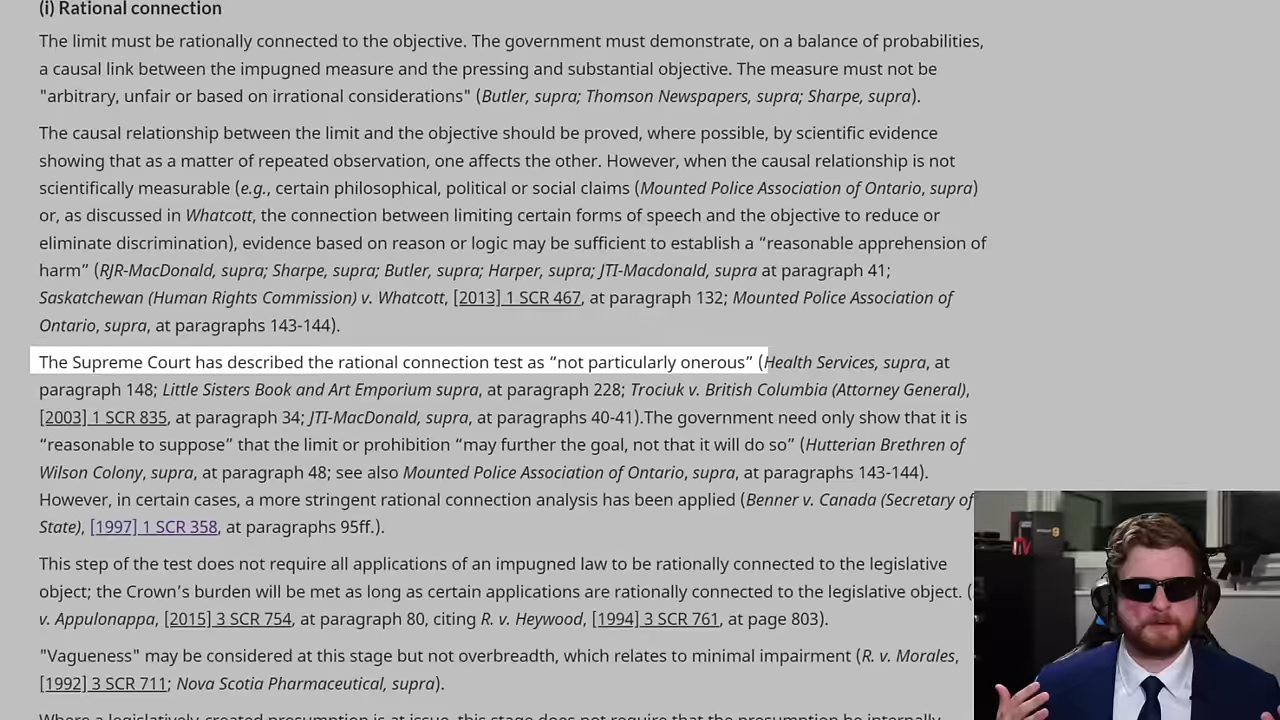 (i) Rational connection
The limit must be rationally connected to the objective. The government must demonstrate, on a balance of probabilities,
a causal link between the impugned measure and the pressing and substantial objective. The measure must not be
"arbitrary, unfair or based on irrational considerations" (Butler, supra; Thomson Newspapers, supra; Sharpe, supra).
The causal relationship between the limit and the objective should be proved, where possible, by scientific evidence
showing that as a matter of repeated observation, one affects the other. However, when the causal relationship is not
scientifically measurable (e.g., certain philosophical, political or social claims (Mounted Police Association of Ontario, supra)
or, as discussed in Whatcott, the connection between limiting certain forms of speech and the objective to reduce or
eliminate discrimination), evidence based on reason or logic may be sufficient to establish a “reasonable apprehension of
harm” (RJR-MacDonald, supra; Sharpe, supra; Butler, supra; Harper, supra; JTI-Macdonald, supra at paragraph 41;
Saskatchewan (Human Rights Commission) v. Whatcott, [2013] 1 SCR 467, at paragraph 132; Mounted Police Association of
Ontario, supra, at paragraphs 143-144).
The Supreme Court has described the rational connection test as “not particularly onerous” (Health Services, supra, at
paragraph 148; Little Sisters Book and Art Emporium supra, at paragraph 228; Trociuk v. British Columbia (Attorney General),
[2003] 1 SCR 835, at paragraph 34; JTI-MacDonald, supra, at paragraphs 40-41).The government need only show that it is
“reasonable to suppose” that the limit or prohibition “may further the goal, not that it will do so” (Hutterian Brethren of
Wilson Colony, supra, at paragraph 48; see also Mounted Police Association of Ontario, supra, at paragraphs 143-144).
However, in certain cases, a more stringent rational connection analysis has been applied (Benner v. Canada (Secretary of
State), [1997] 1 SCR 358, at paragraphs 95ff.).
This step of the test does not require all applications of an impugned law to be rationally connected to the legislative
object; the Crown’s burden will be met as long as certain applications are rationally connected to the legislative object. (
v. Appulonappa, [2015] 3 SCR 754, at paragraph 80, citing R. v. Heywood, [1994] 3 SCR 761, at page 803).
"Vagueness" may be considered at this stage but not overbreadth, which relates to minimal impairment (R. v. Morales,
[1992] 3 SCR 711; Nova Scotia Pharmaceutical, supra).
Where a legislatively-created presumption is at issue, this stage does not require that the presumption be internally